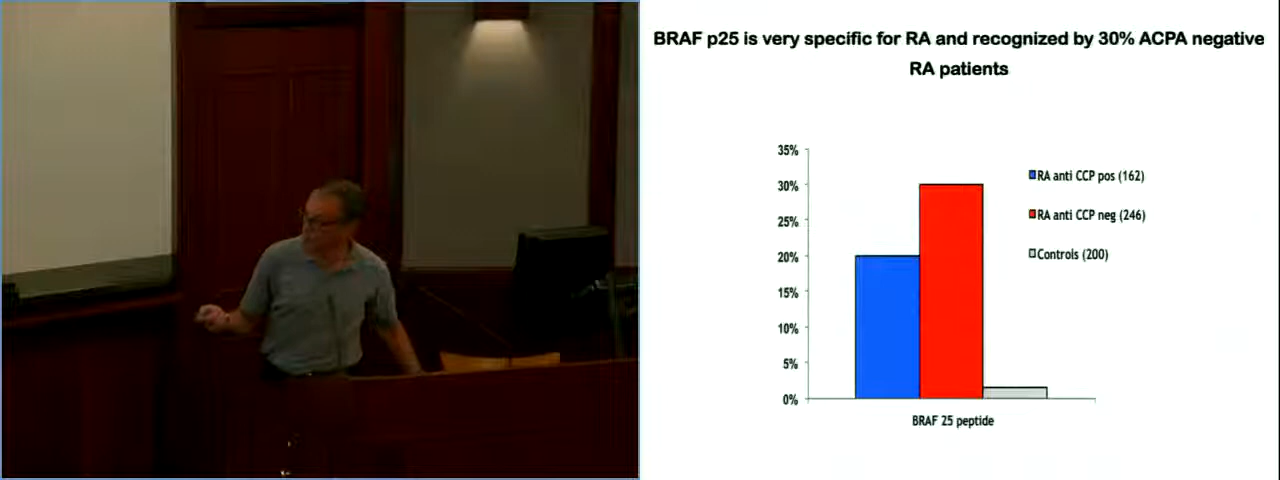 BRAF p25 is very specific for RA and recognized by 30% ACPA negative
RA patients
35%
30%
25%
20%
15%
10%
5%
0%
RA anti CCP pos (162)
RA anti CCP neg (246)
Controls (200)
BRAF 25 peptide